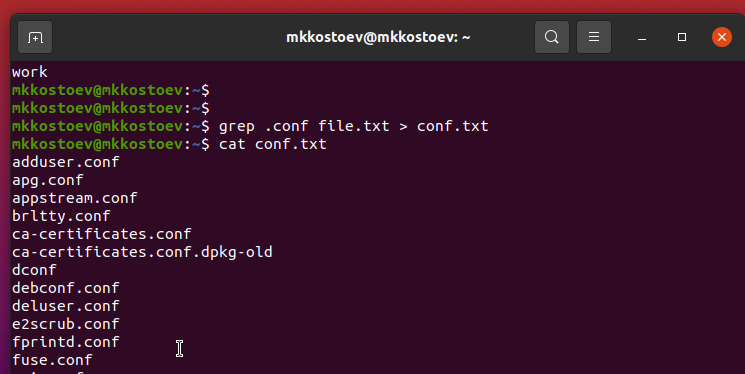 mkkostoev@mkkostoev: ~
work
mkkostoev@mkkostoev:~$
mkkostoev@mkkostoev:~$
mkkostoev@mkkostoev:~$ grep .conf file.txt > conf.txt
mkkostoev@mkkostoev:~$ cat conf.txt
adduser.conf
apg.conf
appstream.conf
brltty.conf
ca-certificates.conf
ca-certificates.conf.dpkg-old
dconf
debconf.conf
deluser.conf
e2scrub.conf
fprintd.conf
fuse.conf